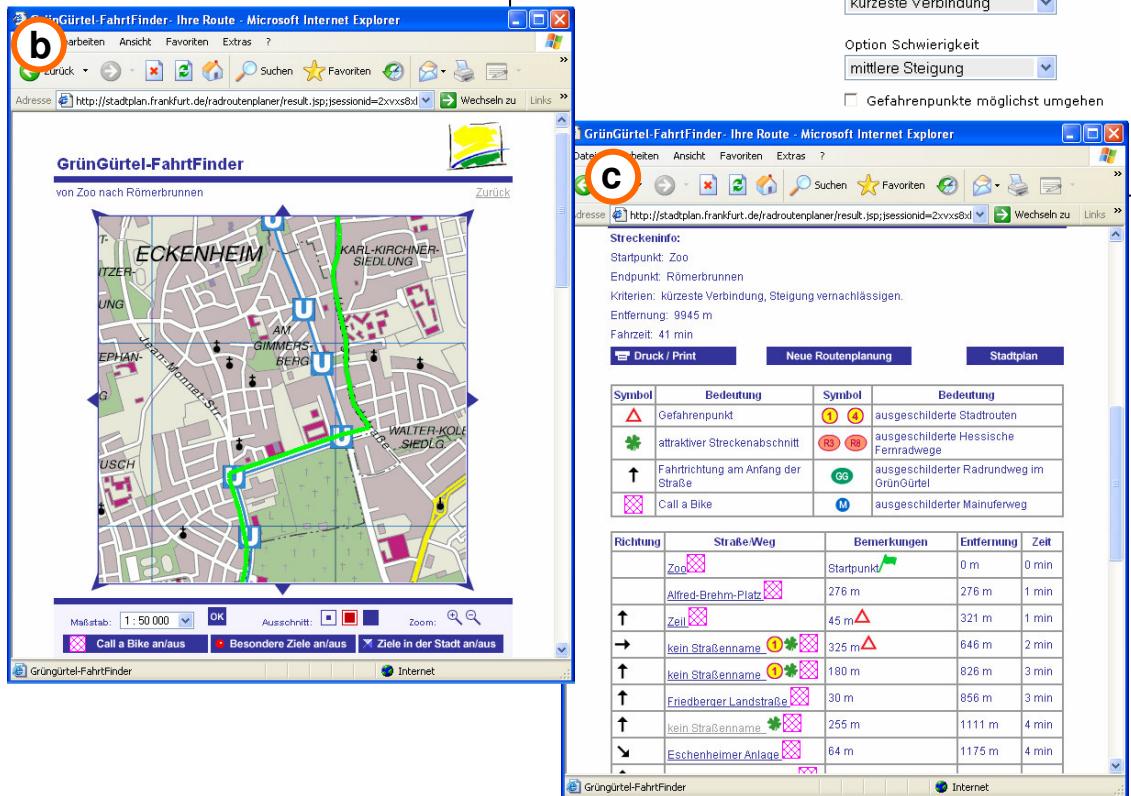 kürzeste Verbindung
Option Schwierigkeit
mittlere Steigung
Gefahrenpunkte möglichst umgehen
b
GrünGürtel-FahrtFinder- Ihre Route - Microsoft Internet Explorer
Ansicht Favoriten Extras ?
Zurück Suchen Favoriten
Adresse http://stadtplan.frankfurt.de/radroutenplaner/result.jsp;jsessionid=2xvxs8xl Wechseln zu Links
GrünGürtel-FahrtFinder
von Zoo nach Römerbrunnen Zurück
ECKENHEIM
KARL-KIRCHNER-
SIEDLUNG
ITZER-
UNG
U
U
AM
GIMMERS-
BERG
U
EPHAN-
Jean-Monnet-Str
G
WALTER-KOLB
SIEDLG.
U
USCH
U
U
Maßstab: 1 : 50 000 OK Ausschnitt: Zoom:
Call a Bike an/aus Besondere Ziele an/aus Ziele in der Stadt an/aus
Grüngürtel-FahrtFinder Internet
c
GrünGürtel-FahrtFinder- Ihre Route - Microsoft Internet Explorer
Ansicht Favoriten Extras ?
Suchen Favoriten
http://stadtplan.frankfurt.de/radroutenplaner/result.jsp;jsessionid=2xvxs8xl Wechseln zu Links
Streckeninfo:
Startpunkt: Zoo
Endpunkt: Römerbrunnen
Kriterien: kürzeste Verbindung, Steigung vernachlässigen.
Entfernung: 9945 m
Fahrzeit: 41 min
Druck / Print Neue Routenplanung Stadtplan
Symbol Bedeutung Symbol Bedeutung
Gefahrenpunkt 1 4 ausgeschilderte Stadtrouten
attraktiver Streckenabschnitt R3 R8 ausgeschilderte Hessische
Fernradwege
Fahrtrichtung am Anfang der
Straße GG ausgeschilderter Radrundweg im
GrünGürtel
Call a Bike M ausgeschilderter Mainuferweg
Richtung Straße/Weg Bemerkungen Entfernung Zeit
Zoo Startpunkt 0 m 0 min
Alfred-Brehm-Platz 276 m 276 m 1 min
Zeil 45 m 321 m 1 min
kein Straßenname 1 325 m 646 m 2 min
kein Straßenname 1 180 m 826 m 3 min
Friedberger Landstraße 30 m 856 m 3 min
kein Straßenname 255 m 1111 m 4 min
Eschenheimer Anlage 64 m 1175 m 4 min
Grüngürtel-FahrtFinder Internet